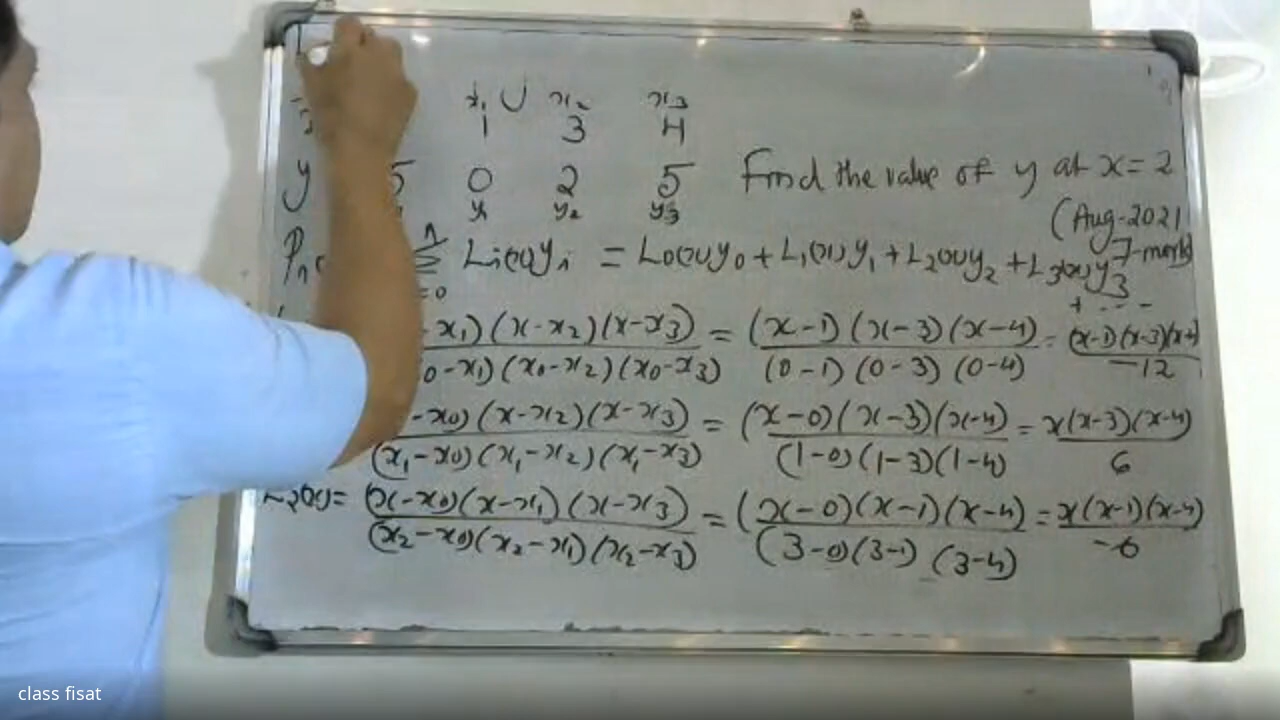 x₁ x₂ x₃
1 3 4
y 5 0 2 5 Find the value of y at x = 2
y₁ y₂ y₃ (Aug-2021
7-mark)
Σ Lᵢ(x)yᵢ = L₀(x)y₀ + L₁(x)y₁ + L₂(x)y₂ + L₃(x)y₃
=0
-x₁)(x-x₂)(x-x₃) = (x-1)(x-3)(x-4) = (x-1)(x-3)(x-4)
0-x₁)(x₀-x₂)(x₀-x₃) (0-1)(0-3)(0-4) -12
-x₀)(x-x₂)(x-x₃) = (x-0)(x-3)(x-4) = x(x-3)(x-4)
(x₁-x₀)(x₁-x₂)(x₁-x₃) (1-0)(1-3)(1-4) 6
L₂(x) = (x-x₀)(x-x₁)(x-x₃) = (x-0)(x-1)(x-4) = x(x-1)(x-4)
(x₂-x₀)(x₂-x₁)(x₂-x₃) (3-0)(3-1)(3-4) -6
class fisat